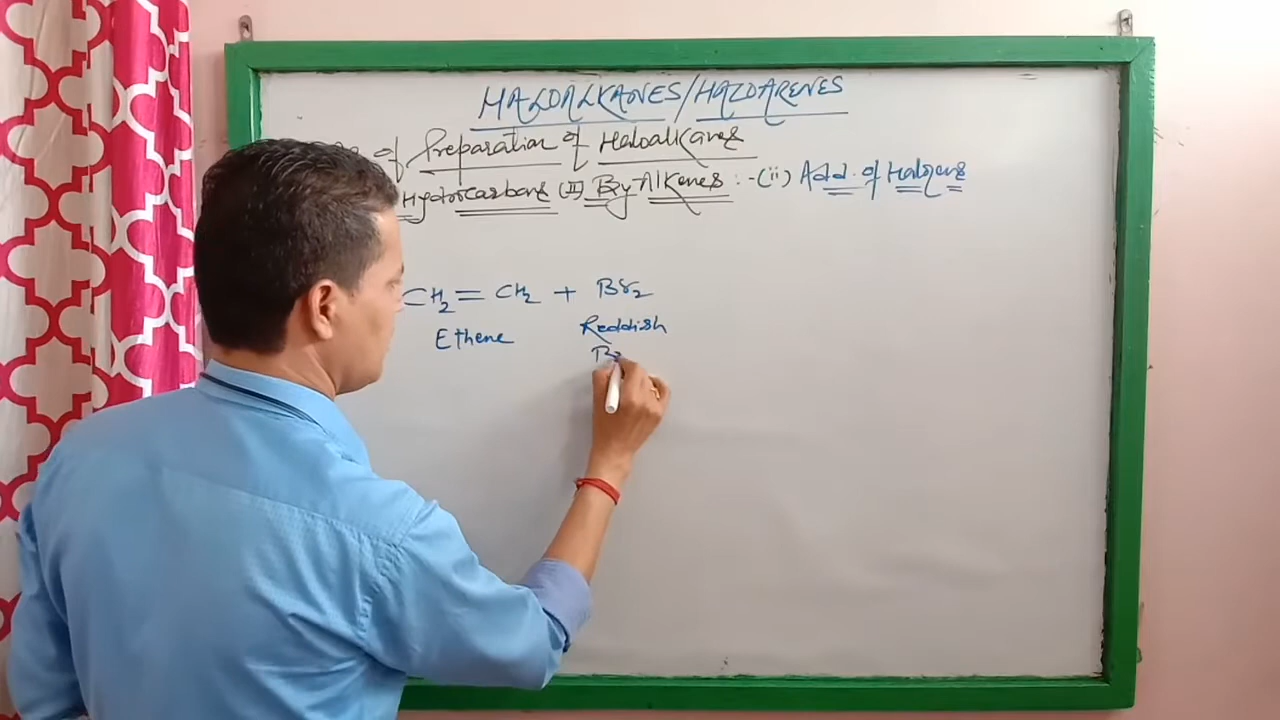 HALOALKANES/HALOARENES
of Preparation of Haloalkanes
Hydrocarbons (II) By Alkenes :- (ii) Add. of Halogens
CH2 = CH2 + Br2
Ethene Reddish
Br